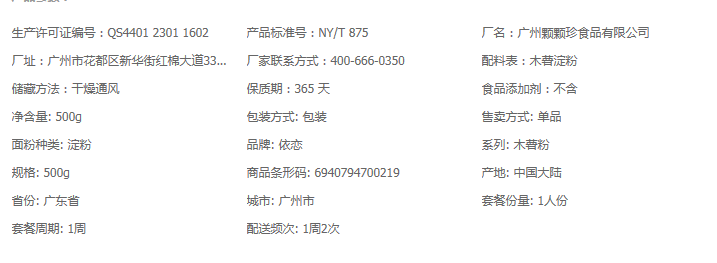 生产许可证编号：QS4401 2301 1602 产品标准号：NY/T 875 厂名：广州颗颗珍食品有限公司
厂址：广州市花都区新华街红棉大道33... 厂家联系方式：400-666-0350 配料表：木薯淀粉
储藏方法：干燥通风 保质期：365 天 食品添加剂：不含
净含量: 500g 包装方式: 包装 售卖方式: 单品
面粉种类: 淀粉 品牌: 依恋 系列: 木薯粉
规格: 500g 商品条形码: 6940794700219 产地: 中国大陆
省份: 广东省 城市: 广州市 套餐份量: 1人份
套餐周期: 1周 配送频次: 1周2次